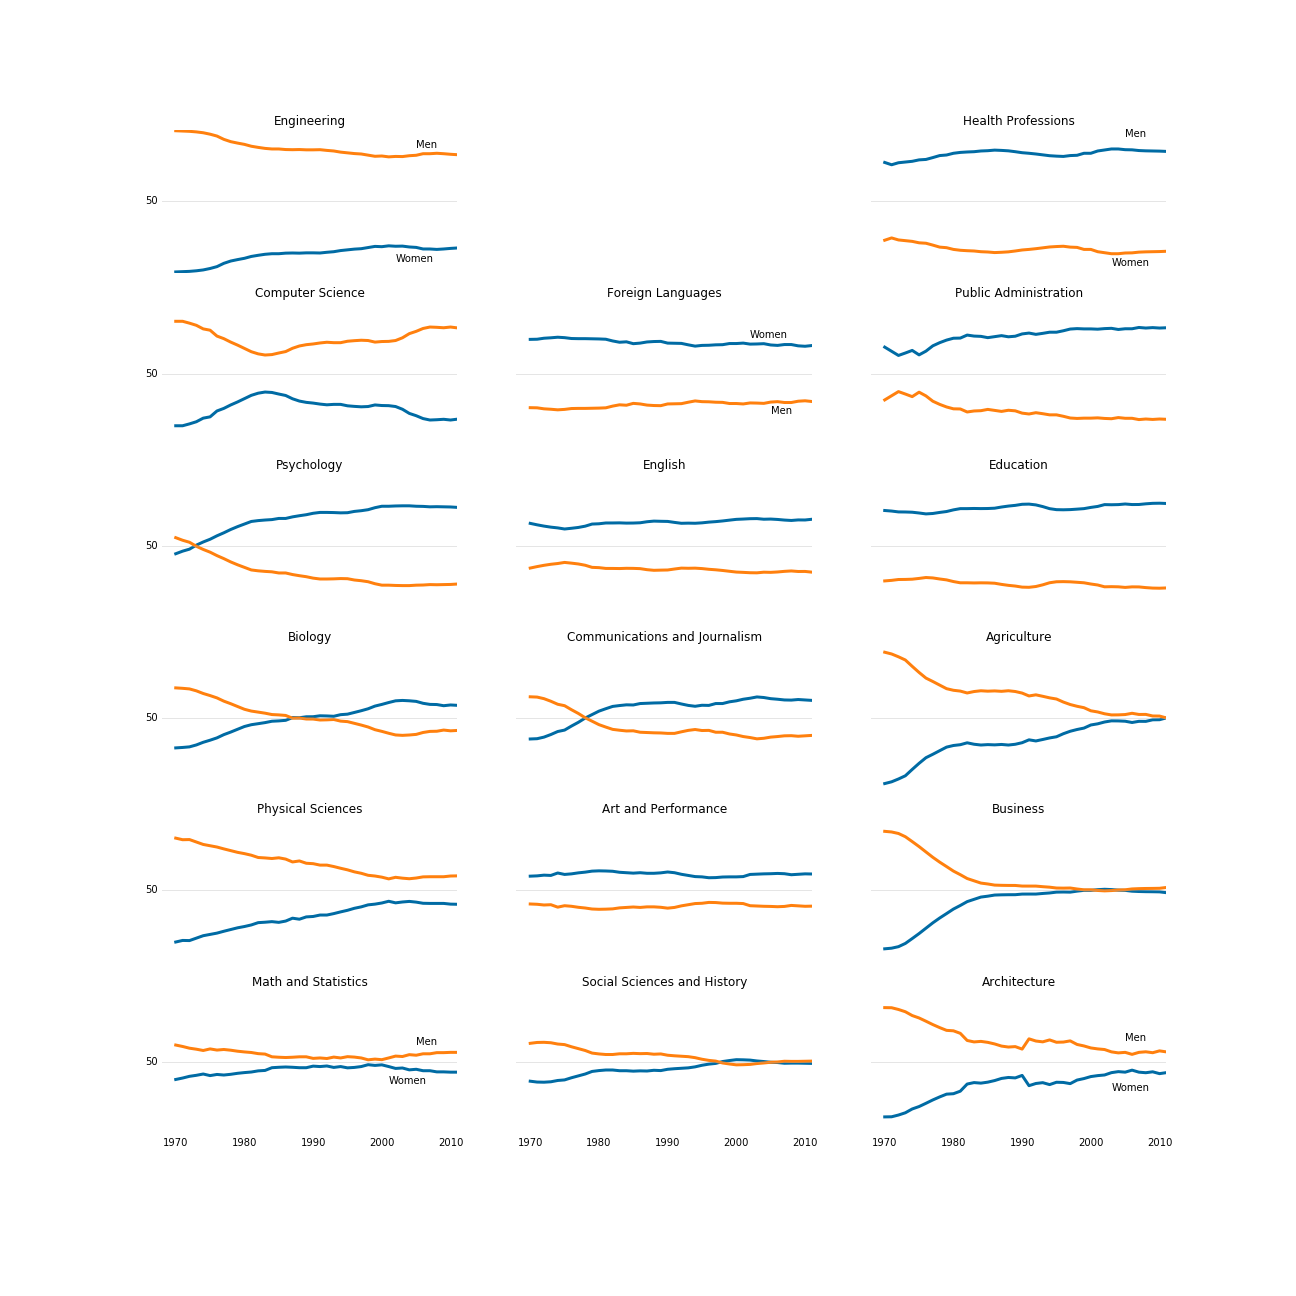 Engineering
Health Professions
Men
Men
50
Women
Women
Computer Science
Foreign Languages
Public Administration
Women
50
Men
Psychology
English
Education
50
Biology
Communications and Journalism
Agriculture
50
Physical Sciences
Art and Performance
Business
50
Math and Statistics
Social Sciences and History
Architecture
Men
Men
50
Women
Women
1970 1980 1990 2000 2010
1970 1980 1990 2000 2010
1970 1980 1990 2000 2010